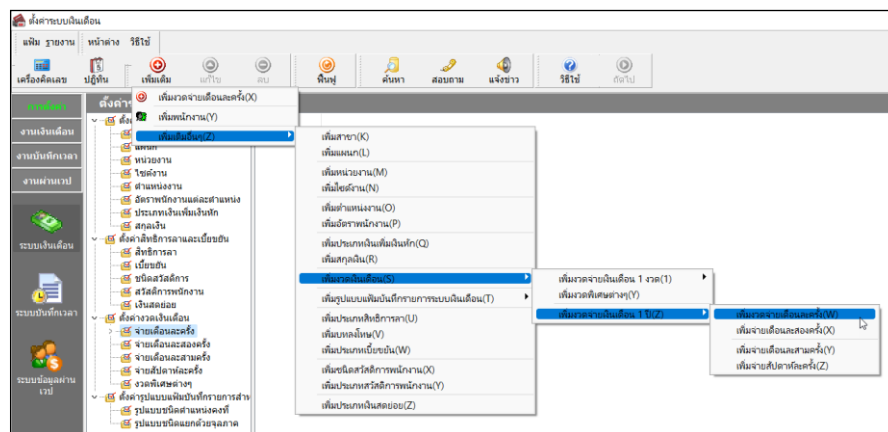 ตั้งค่าระบบเงินเดือน
แฟ้ม รายงาน หน้าต่าง วิธีใช้
เครื่องคิดเลข ปฏิทิน เพิ่มเติม แก้ไข ลบ ฟื้นฟู ค้นหา สอบถาม แจ้งข่าว วิธีใช้ ถัดไป
การตั้งค่า
งานเงินเดือน
งานบันทึกเวลา
งานผ่านเวป
ระบบเงินเดือน
ระบบบันทึกเวลา
ระบบข้อมูลผ่าน
เวป
เพิ่มงวดจ่ายเดือนละครั้ง(X)
เพิ่มพนักงาน(Y)
เพิ่มเติมอื่นๆ(Z)
แผนก
หน่วยงาน
ไซต์งาน
ตำแหน่งงาน
อัตราพนักงานแต่ละตำแหน่ง
ประเภทเงินเพิ่มเงินหัก
สกุลเงิน
ตั้งค่าสิทธิการลาและเบี้ยขยัน
สิทธิการลา
เบี้ยขยัน
ชนิดสวัสดิการ
สวัสดิการพนักงาน
เงินสดย่อย
ตั้งค่างวดเงินเดือน
จ่ายเดือนละครั้ง
จ่ายเดือนละสองครั้ง
จ่ายเดือนละสามครั้ง
จ่ายสัปดาห์ละครั้ง
งวดพิเศษต่างๆ
ตั้งค่ารูปแบบแฟ้มบันทึกรายการสำห
รูปแบบชนิดตำแหน่งคงที่
รูปแบบชนิดแยกด้วยจุลภาค
เพิ่มสาขา(K)
เพิ่มแผนก(L)
เพิ่มหน่วยงาน(M)
เพิ่มไซต์งาน(N)
เพิ่มตำแหน่งงาน(O)
เพิ่มอัตราพนักงาน(P)
เพิ่มประเภทเงินเพิ่มเงินหัก(Q)
เพิ่มสกุลเงิน(R)
เพิ่มงวดเงินเดือน(S)
เพิ่มรูปแบบแฟ้มบันทึกรายการระบบเงินเดือน(T)
เพิ่มประเภทสิทธิการลา(U)
เพิ่มบทลงโทษ(V)
เพิ่มประเภทเบี้ยขยัน(W)
เพิ่มชนิดสวัสดิการพนักงาน(X)
เพิ่มประเภทสวัสดิการพนักงาน(Y)
เพิ่มประเภทเงินสดย่อย(Z)
เพิ่มงวดจ่ายเงินเดือน 1 งวด(1)
เพิ่มงวดพิเศษต่างๆ(Y)
เพิ่มงวดจ่ายเงินเดือน 1 ปี(Z)
เพิ่มงวดจ่ายเดือนละครั้ง(W)
เพิ่มจ่ายเดือนละสองครั้ง(X)
เพิ่มจ่ายเดือนละสามครั้ง(Y)
เพิ่มจ่ายสัปดาห์ละครั้ง(Z)